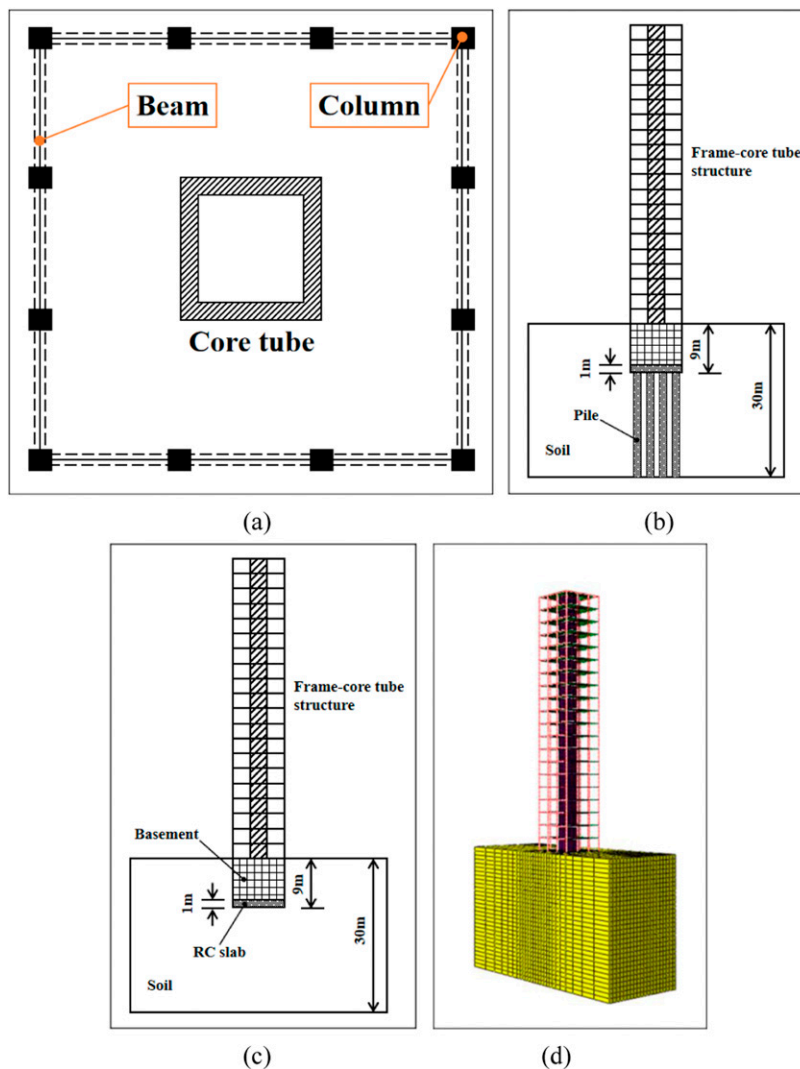 Beam
Column
Core tube
(a)
Frame-core tube
structure
1m
9m
30m
Pile
Soil
(b)
Frame-core tube
structure
Basement
1m
9m
30m
RC slab
Soil
(c)
(d)